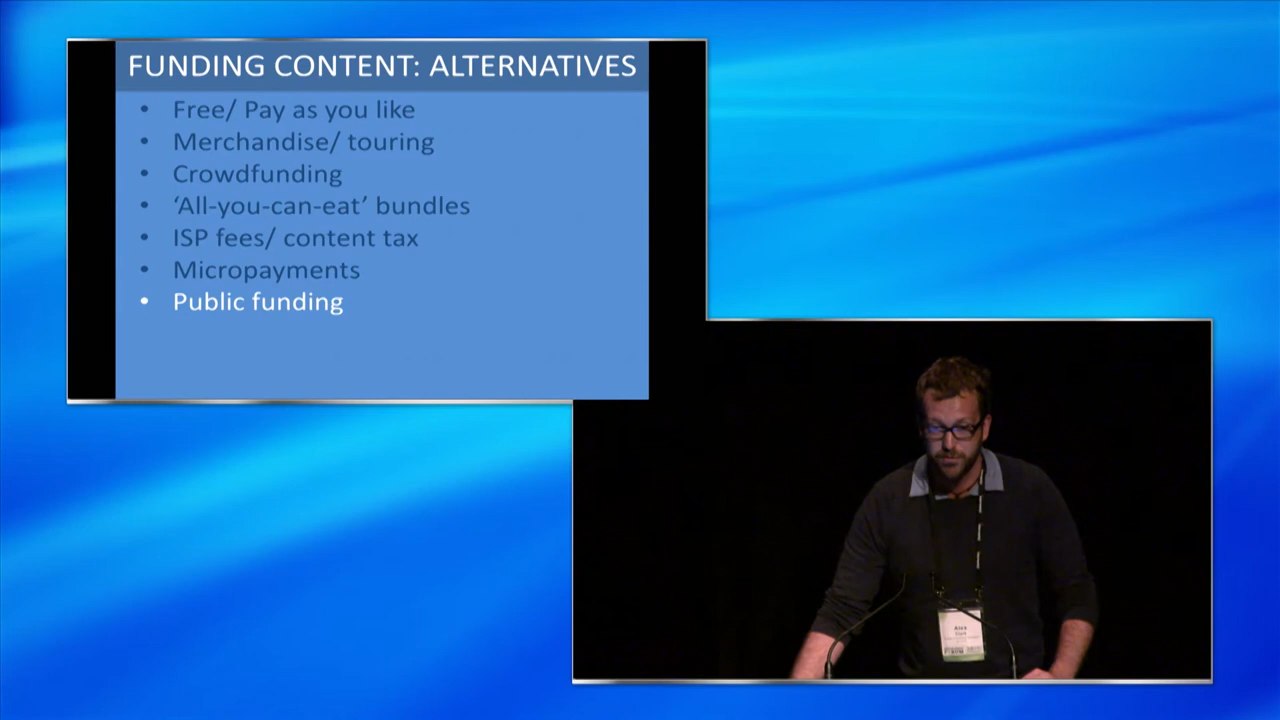 FUNDING CONTENT: ALTERNATIVES
• Free/ Pay as you like
• Merchandise/ touring
• Crowdfunding
• ‘All-you-can-eat’ bundles
• ISP fees/ content tax
• Micropayments
• Public funding
Alex